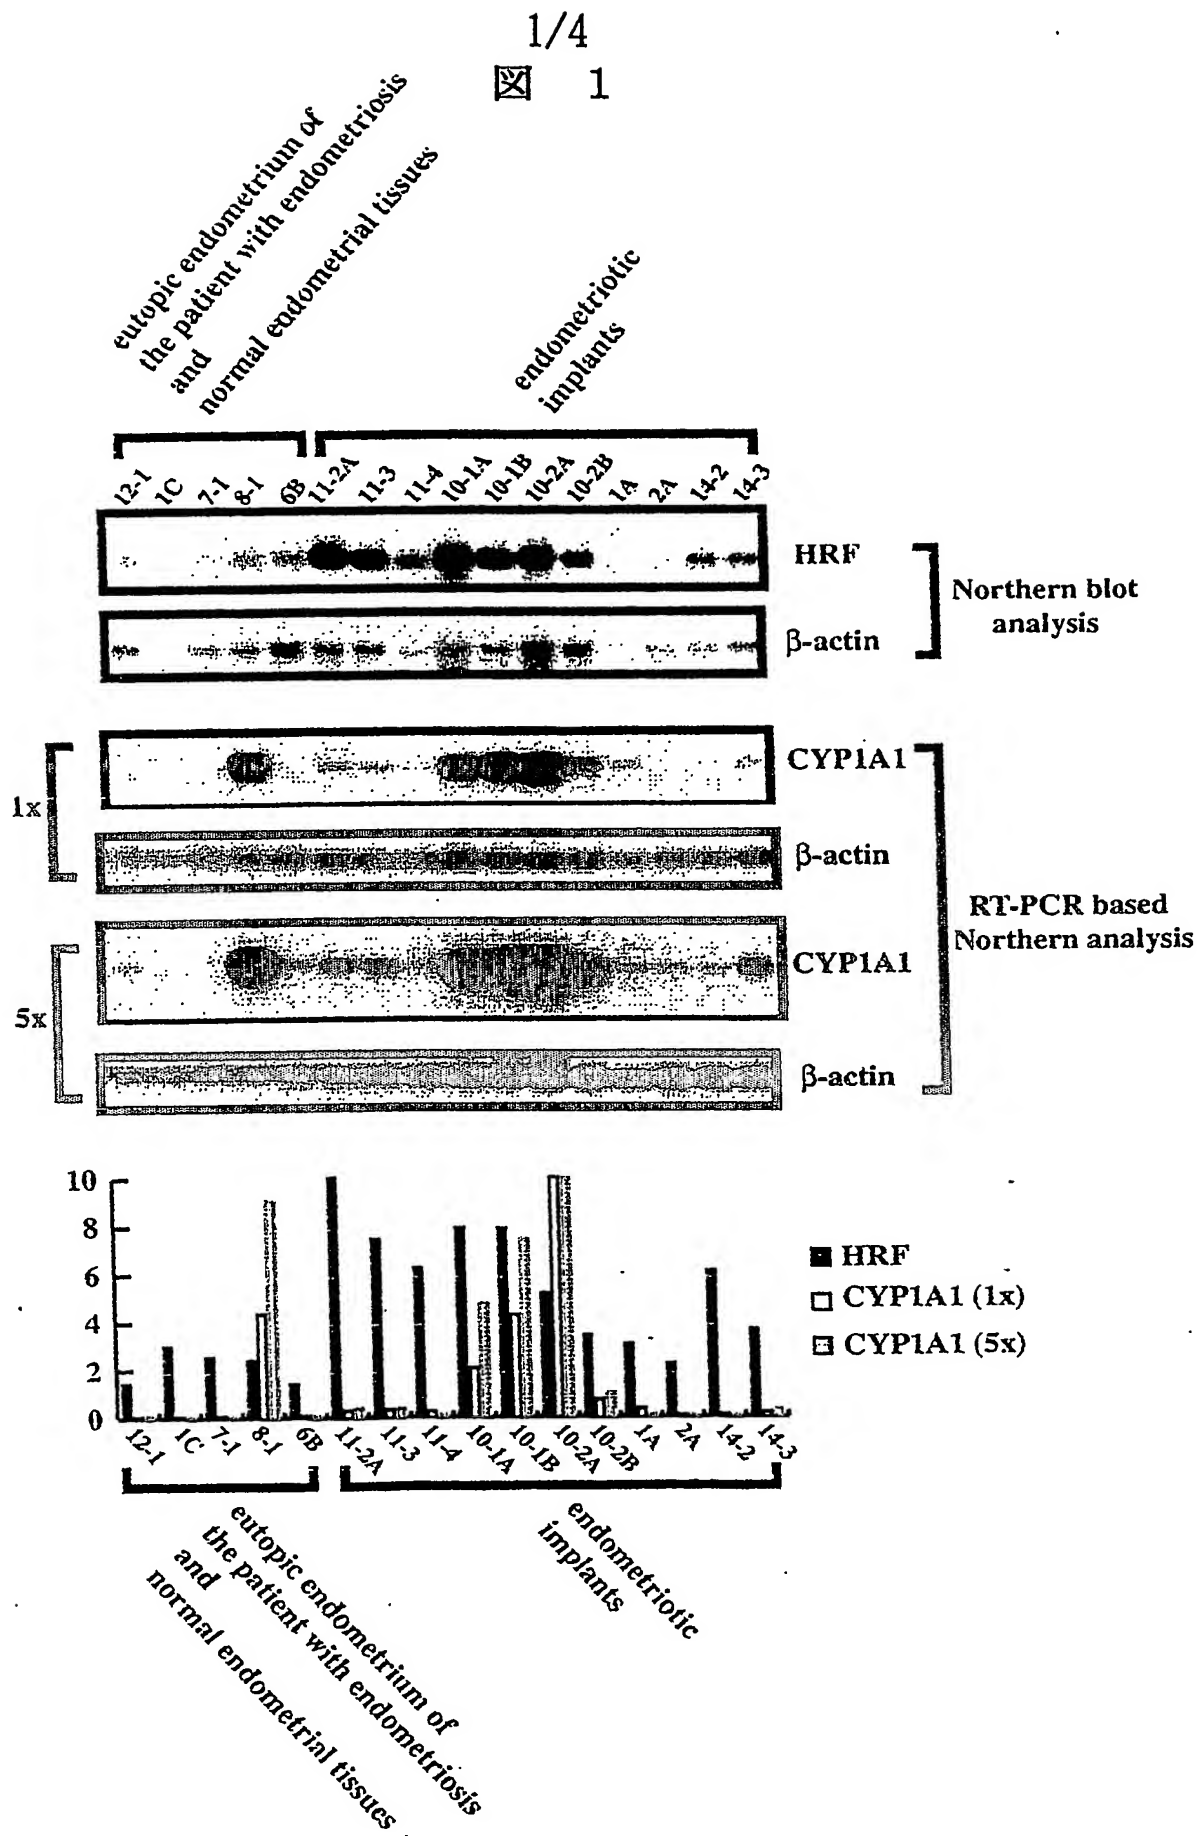 1/4
図 1
eutopic endometrium of
the patient with endometriosis
and
normal endometrial tissues
endometriotic
implants
12-1 1C 7-1 8-1 6B 11-2A 11-3 11-4 10-1A 10-1B 10-2A 10-2B 1A 2A 14-2 14-3
HRF
β-actin
Northern blot
analysis
1x
CYP1A1
β-actin
5x
CYP1A1
β-actin
RT-PCR based
Northern analysis
10
8
6
4
2
0
HRF
CYP1A1 (1x)
CYP1A1 (5x)
12-1 1C 7-1 8-1 6B 11-2A 11-3 11-4 10-1A 10-1B 10-2A 10-2B 1A 2A 14-2 14-3
eutopic endometrium of
the patient with endometriosis
and
normal endometrial tissues
endometriotic
implants